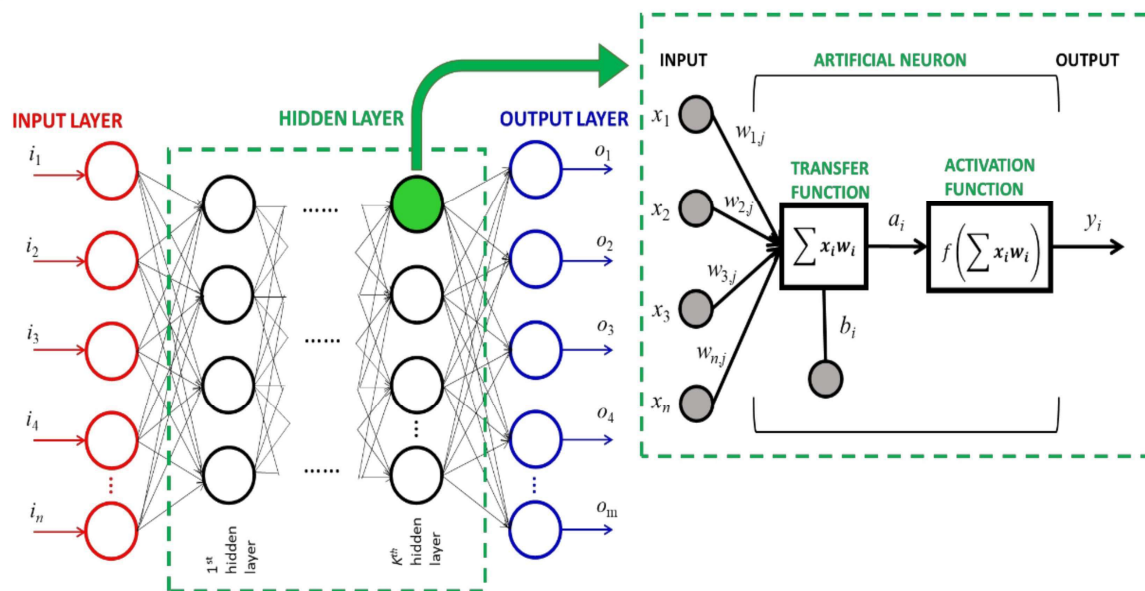 INPUT LAYER
HIDDEN LAYER
OUTPUT LAYER
i₁
i₂
i₃
i₄
iₙ
......
......
......
1ˢᵗ
hidden
layer
Kᵗʰ
hidden
layer
o₁
o₂
o₃
o₄
oₘ
INPUT
ARTIFICIAL NEURON
OUTPUT
x₁
x₂
x₃
xₙ
w₁,ⱼ
w₂,ⱼ
w₃,ⱼ
wₙ,ⱼ
TRANSFER
FUNCTION
∑ xᵢwᵢ
bᵢ
aᵢ
ACTIVATION
FUNCTION
f(∑ xᵢwᵢ)
yᵢ